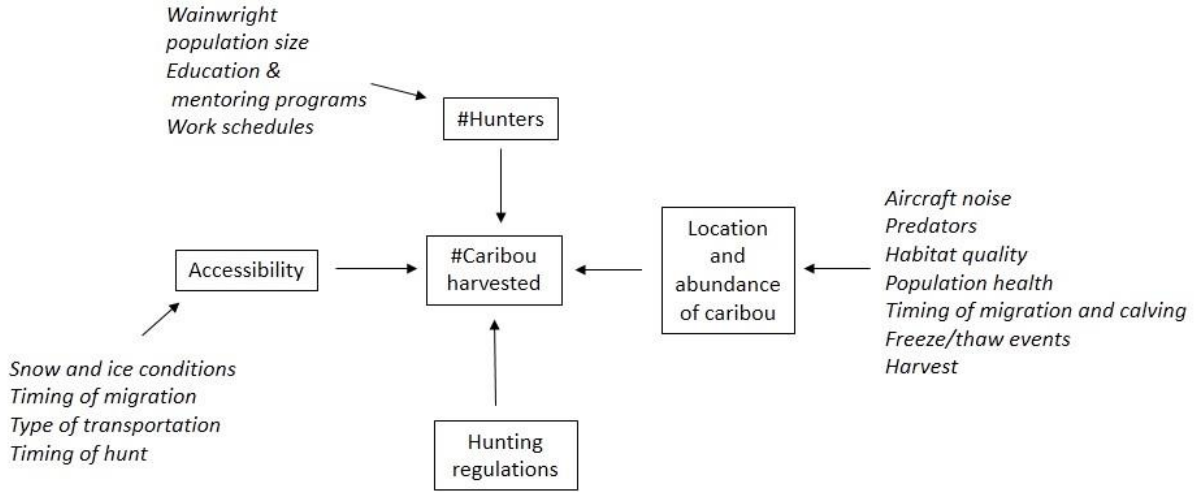 Wainwright
population size
Education &
mentoring programs
Work schedules
#Hunters
Accessibility
#Caribou
harvested
Location
and
abundance
of caribou
Aircraft noise
Predators
Habitat quality
Population health
Timing of migration and calving
Freeze/thaw events
Harvest
Snow and ice conditions
Timing of migration
Type of transportation
Timing of hunt
Hunting
regulations